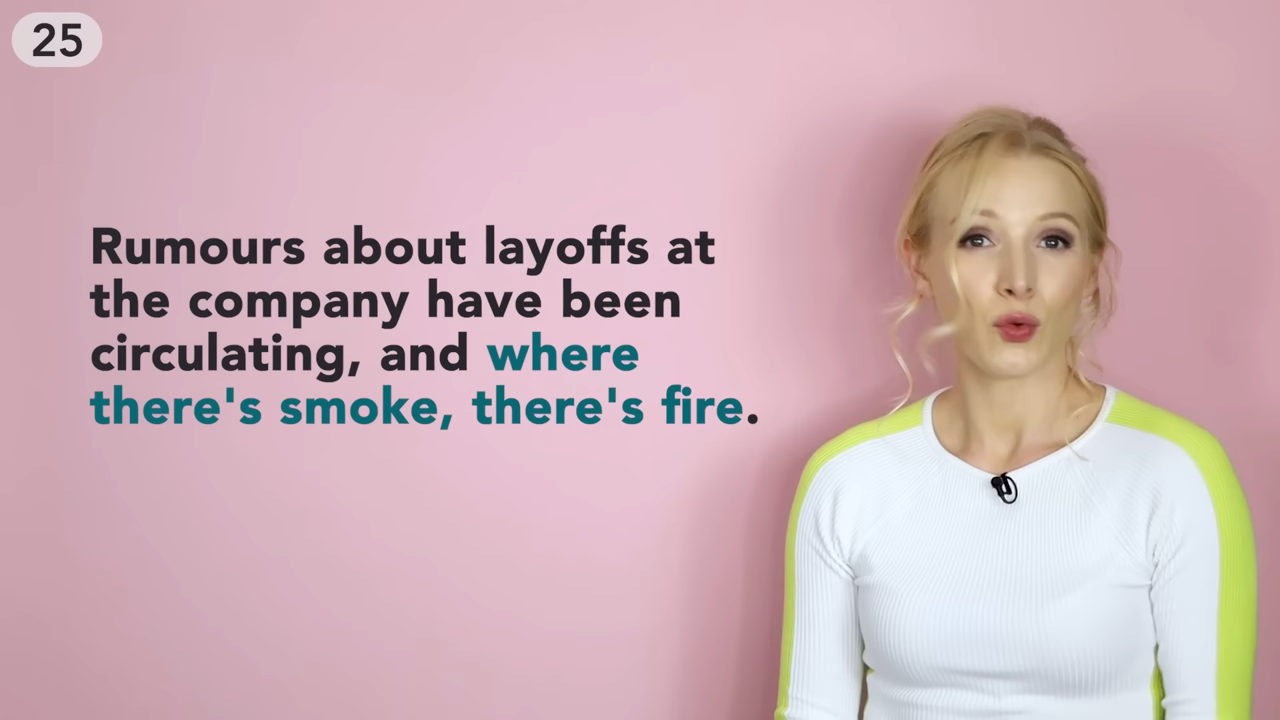 25
Rumours about layoffs at
the company have been
circulating, and where
there's smoke, there's fire.